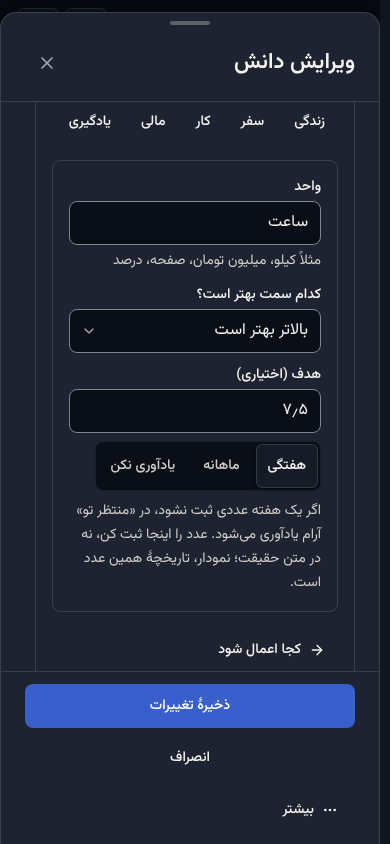 ویرایش دانش
زندگی سفر کار مالی یادگیری
واحد
ساعت
مثلاً کیلو، میلیون تومان، صفحه، درصد
کدام سمت بهتر است؟
بالاتر بهتر است
هدف (اختیاری)
۷٫۵
هفتگی ماهانه یادآوری نکن
اگر یک هفته عددی ثبت نشود، در «منتظر تو»
آرام یادآوری می‌شود. عدد را اینجا ثبت کن، نه
در متن حقیقت؛ نمودار، تاریخچهٔ همین عدد
است.
کجا اعمال شود
ذخیرهٔ تغییرات
انصراف
بیشتر